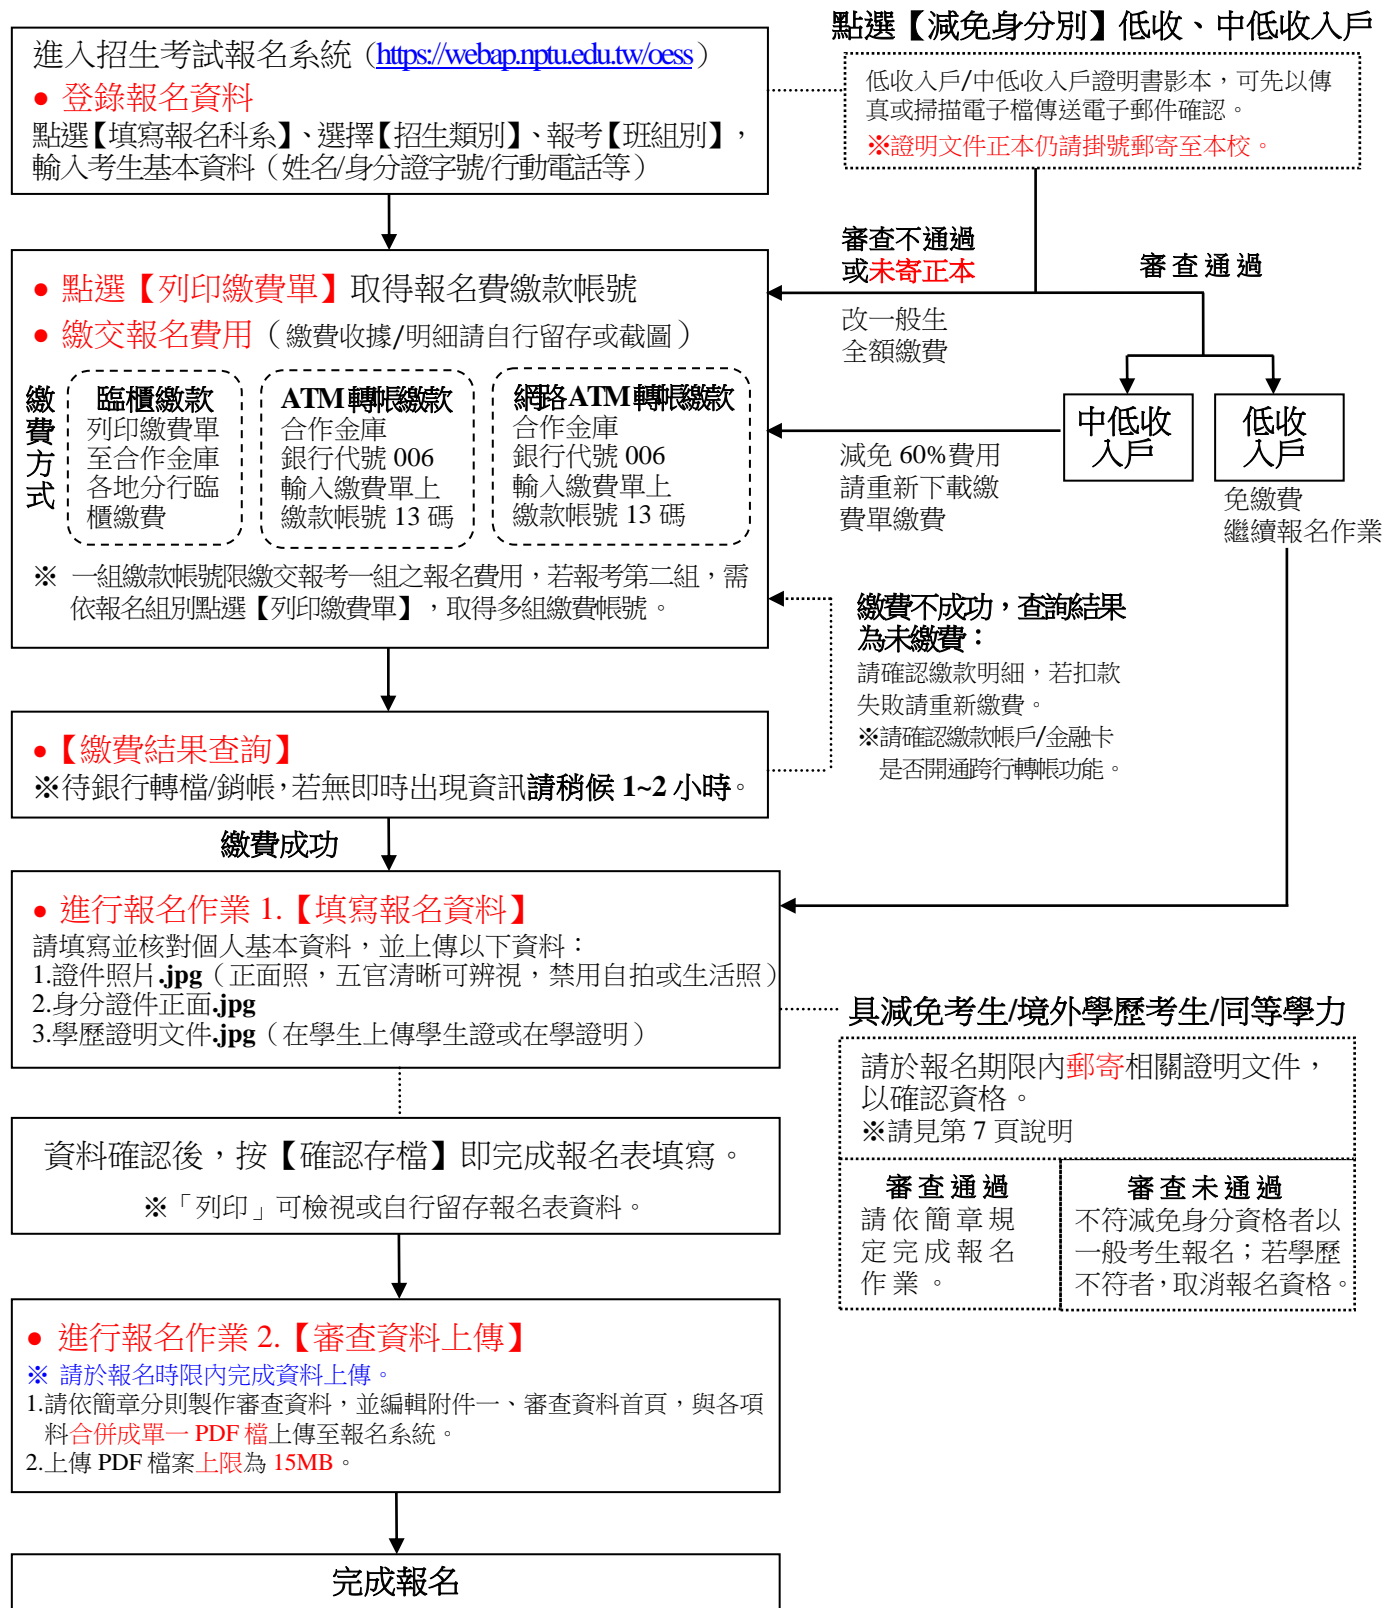 進入招生考試報名系統（https://webap.nptu.edu.tw/oess）
● 登錄報名資料
點選【填寫報名科系】、選擇【招生類別】、報考【班組別】，
輸入考生基本資料（姓名/身分證字號/行動電話等）
點選【減免身分別】低收、中低收入戶
低收入戶/中低收入戶證明書影本，可先以傳
真或掃描電子檔傳送電子郵件確認。
※證明文件正本仍請掛號郵寄至本校。
審查不通過
或未寄正本
改一般生
全額繳費
審查通過
中低收
入戶
低收
入戶
減免 60%費用
請重新下載繳
費單繳費
免繳費
繼續報名作業
● 點選【列印繳費單】取得報名費繳款帳號
● 繳交報名費用（繳費收據/明細請自行留存或截圖）
繳費方式
臨櫃繳款
列印繳費單
至合作金庫
各地分行臨
櫃繳費
ATM 轉帳繳款
合作金庫
銀行代號 006
輸入繳費單上
繳款帳號 13 碼
網路 ATM 轉帳繳款
合作金庫
銀行代號 006
輸入繳費單上
繳款帳號 13 碼
※ 一組繳款帳號限繳交報考一組之報名費用，若報考第二組，需
依報名組別點選【列印繳費單】，取得多組繳費帳號。
繳費不成功，查詢結果
為未繳費：
請確認繳款明細，若扣款
失敗請重新繳費。
※請確認繳款帳戶/金融卡
是否開通跨行轉帳功能。
●【繳費結果查詢】
※待銀行轉檔/銷帳，若無即時出現資訊請稍候 1~2 小時。
繳費成功
● 進行報名作業 1.【填寫報名資料】
請填寫並核對個人基本資料，並上傳以下資料：
1.證件照片.jpg（正面照，五官清晰可辨視，禁用自拍或生活照）
2.身分證件正面.jpg
3.學歷證明文件.jpg（在學生上傳學生證或在學證明）
具減免考生/境外學歷考生/同等學力
請於報名期限內郵寄相關證明文件，
以確認資格。
※請見第 7 頁說明
審查通過
請依簡章規
定完成報名
作業。
審查未通過
不符減免身分資格者以
一般考生報名；若學歷
不符者，取消報名資格。
資料確認後，按【確認存檔】即完成報名表填寫。
※「列印」可檢視或自行留存報名表資料。
● 進行報名作業 2.【審查資料上傳】
※ 請於報名時限內完成資料上傳。
1.請依簡章分則製作審查資料，並編輯附件一、審查資料首頁，與各項
料合併成單一 PDF 檔上傳至報名系統。
2.上傳 PDF 檔案上限為 15MB。
完成報名